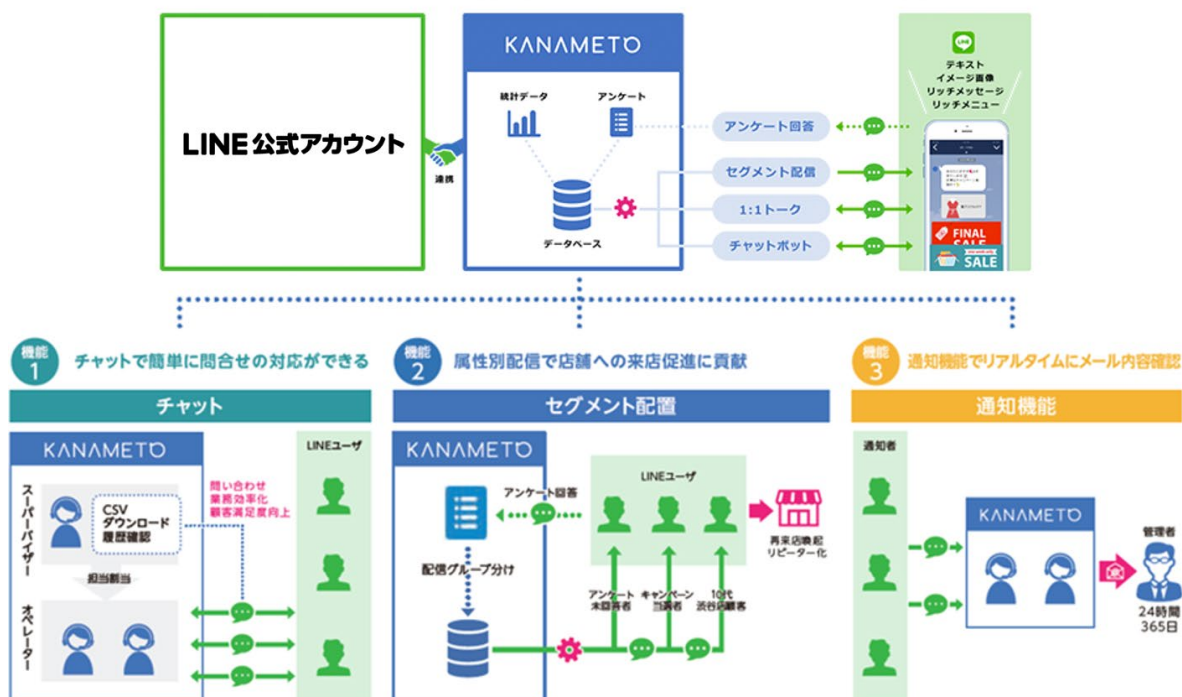 LINE公式アカウント
連携
KANAMETO
統計データ
アンケート
データベース
アンケート回答
セグメント配信
1:1トーク
チャットボット
LINE
テキスト
イメージ画像
リッチメッセージ
リッチメニュー
FINAL
SALE
SALE
機能
1
チャットで簡単に問合せの対応ができる
チャット
KANAMETO
スーパーバイザー
CSV
ダウンロード
履歴確認
担当割当
オペレーター
問い合わせ
業務効率化
顧客満足度向上
LINEユーザ
機能
2
属性別配信で店舗への来店促進に貢献
セグメント配置
KANAMETO
アンケート回答
配信グループ分け
LINEユーザ
アンケート
未回答者
キャンペーン
当選者
10代
渋谷店顧客
再来店喚起
リピーター化
機能
3
通知機能でリアルタイムにメール内容確認
通知機能
通知者
KANAMETO
管理者
24時間
365日